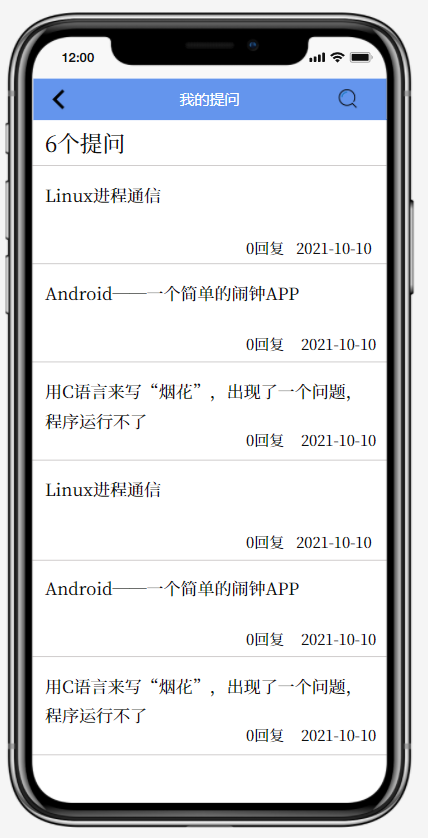 12:00
我的提问
6个提问
Linux进程通信
0回复 2021-10-10
Android——一个简单的闹钟APP
0回复 2021-10-10
用C语言来写“烟花”，出现了一个问题，
程序运行不了
0回复 2021-10-10
Linux进程通信
0回复 2021-10-10
Android——一个简单的闹钟APP
0回复 2021-10-10
用C语言来写“烟花”，出现了一个问题，
程序运行不了
0回复 2021-10-10